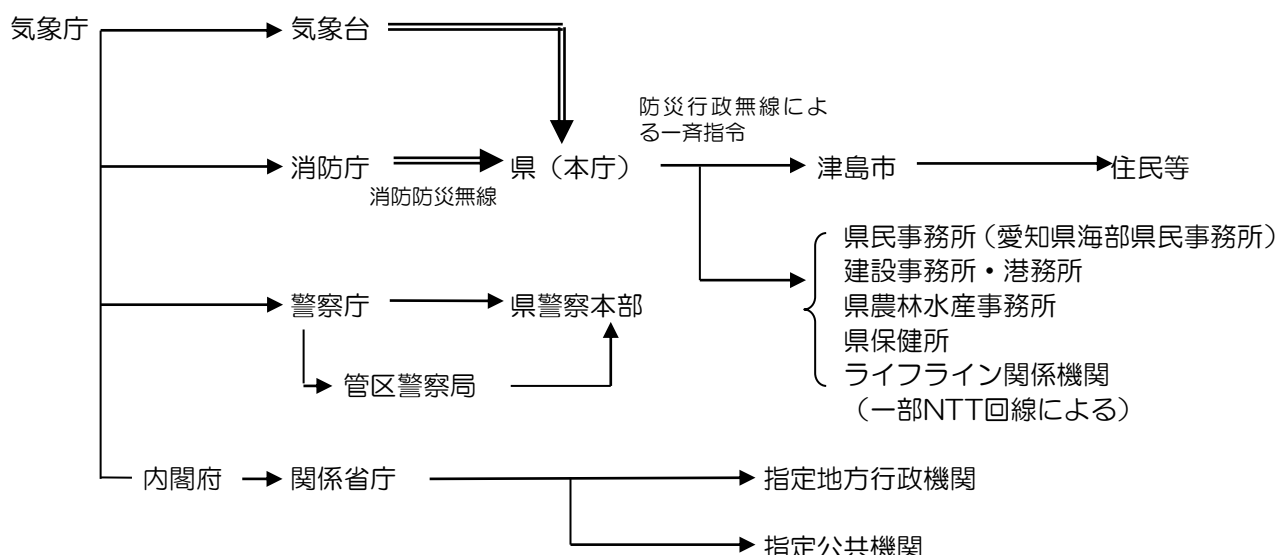 気象庁
気象台
防災行政無線によ
る一斉指令
消防庁
消防防災無線
県(本庁)
津島市
住民等
県民事務所(愛知県海部県民事務所)
建設事務所・港務所
県農林水産事務所
県保健所
ライフライン関係機関
(一部NTT回線による)
警察庁
県警察本部
管区警察局
内閣府
関係省庁
指定地方行政機関
指定公共機関